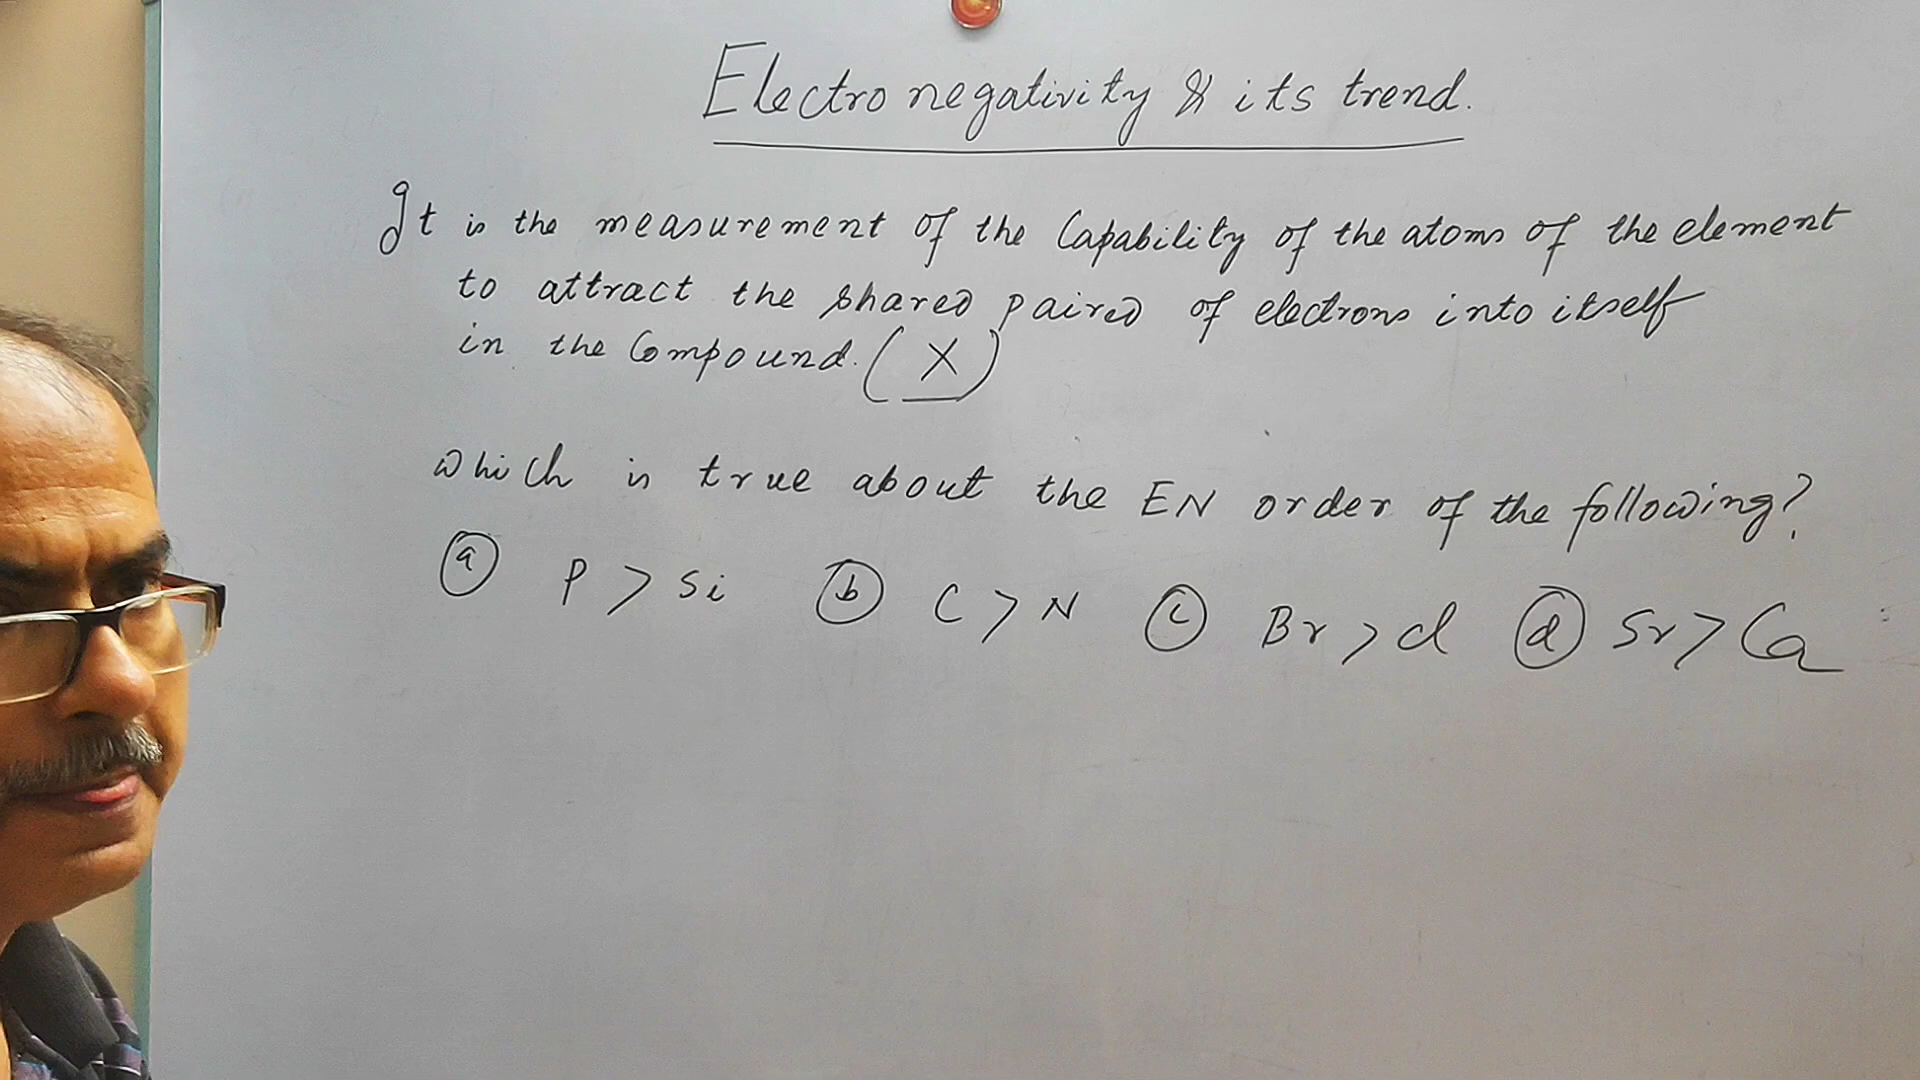 Electronegativity & its trend.
It is the measurement of the Capability of the atoms of the element
to attract the shared paired of electrons into itself
in the Compound. (X)
which is true about the EN order of the following?
(a) P > Si (b) C > N (c) Br > Cl (d) Sr > Ca